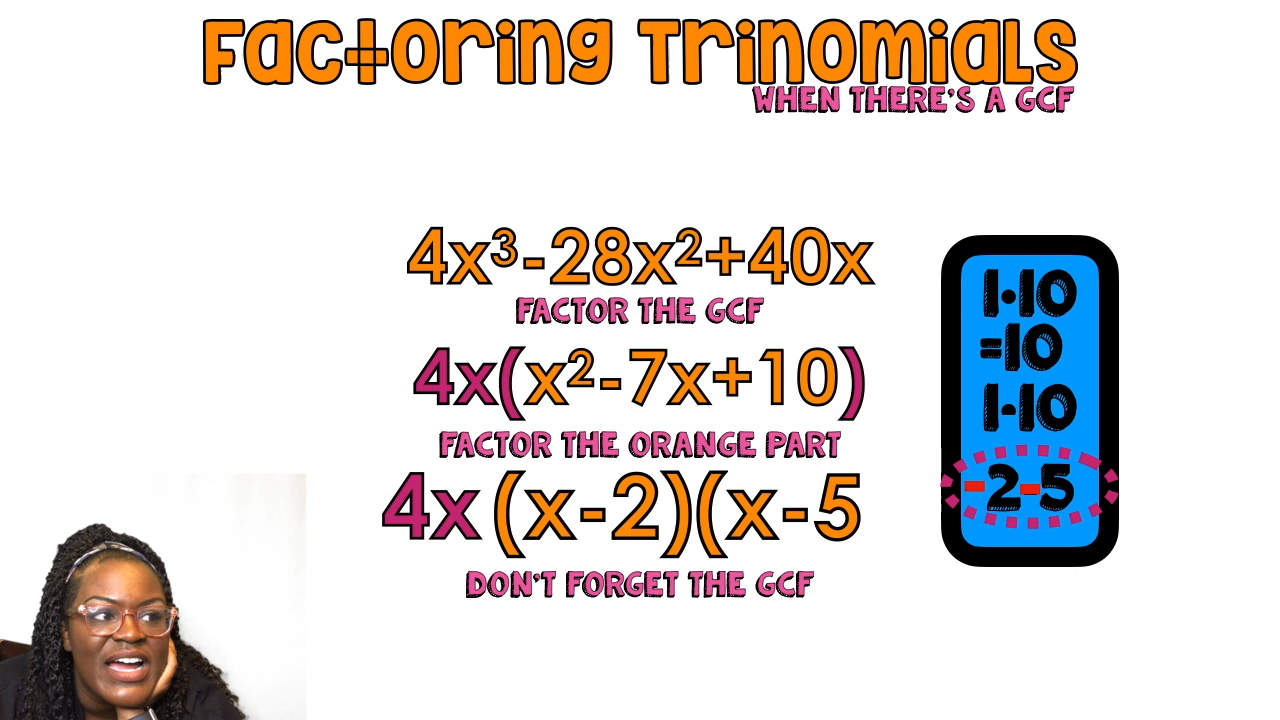 Factoring Trinomials
WHEN THERE'S A GCF
4x³-28x²+40x
FACTOR THE GCF
4x(x²-7x+10)
FACTOR THE ORANGE PART
4x(x-2)(x-5
DON'T FORGET THE GCF
1·10
=10
1·10
-2-5